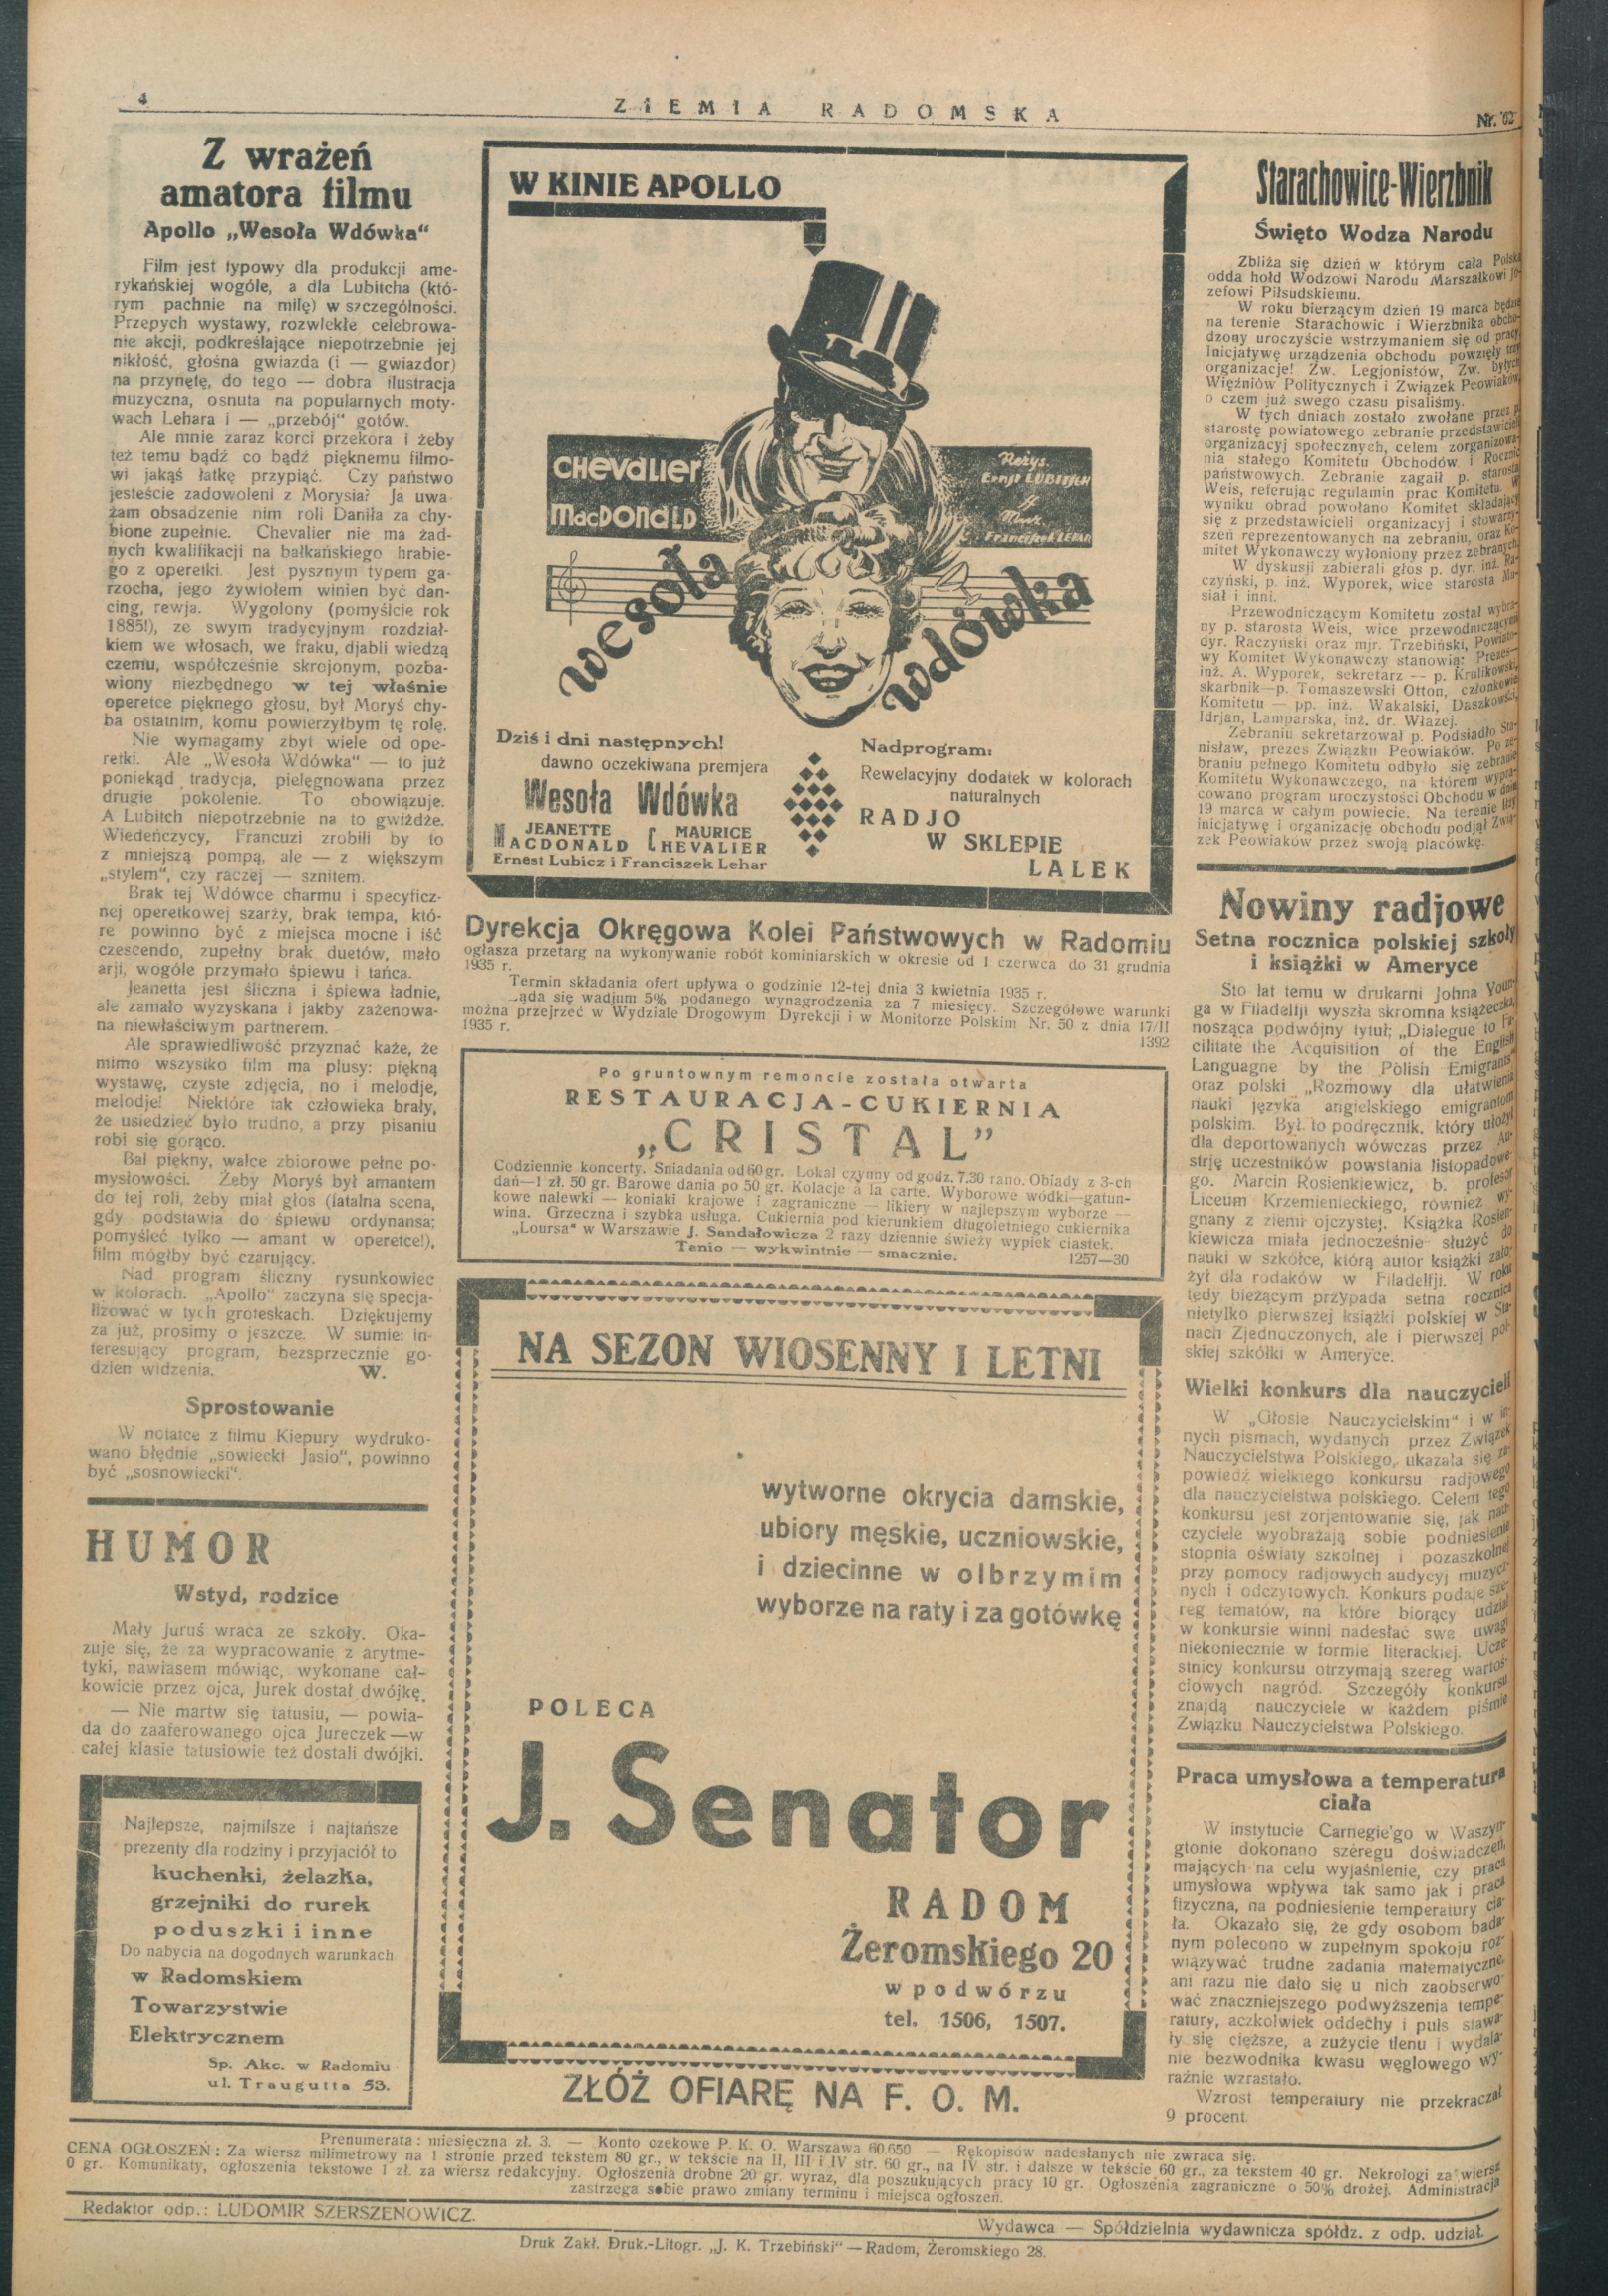 4
ZIEMIA RADOMSKA
Nr. 62
Z wrażeń
amatora filmu
Apollo „Wesoła Wdówka“
Film jest typowy dla produkcji ame-
rykańskiej wogóle, a dla Lubitcha (któ-
rym pachnie na milę) w szczególności.
Przepych wystawy, rozwlekłe celebrowa-
nie akcji, podkreślające niepotrzebnie jej
nikłość, głośna gwiazda (i — gwiazdor)
na przynętę, do tego — dobra ilustracja
muzyczna, osnuta na popularnych moty-
wach Lehara i — „przebój“ gotów.
Ale mnie zaraz korci przekora i żeby
też temu bądź co bądź pięknemu filmo-
wi jakąś łatkę przypiąć. Czy państwo
jesteście zadowoleni z Morysia? Ja uwa-
żam obsadzenie nim roli Daniła za chy-
bione zupełnie. Chevalier nie ma żad-
nych kwalifikacji na bałkańskiego hrabie-
go z operetki. Jest pysznym typem ga-
rzocha, jego żywiołem winien być dan-
cing, rewja. Wygolony (pomyślcie rok
1885!), ze swym tradycyjnym rozdział-
kiem we włosach, we fraku, djabli wiedzą
czemu, współcześnie skrojonym, pozba-
wiony niezbędnego w tej właśnie
operetce pięknego głosu, był Moryś chy-
ba ostatnim, komu powierzyłbym tę rolę.
Nie wymagamy zbyt wiele od ope-
retki. Ale „Wesoła Wdówka“ — to już
poniekąd tradycja, pielęgnowana przez
drugie pokolenie. To obowiązuje.
A Lubitch niepotrzebnie na to gwiżdże.
Wiedeńczycy, Francuzi zrobili by to
z mniejszą pompą, ale — z większym
„stylem“, czy raczej — sznitem.
Brak tej Wdówce charmu i specyficz-
nej operetkowej szarży, brak tempa, któ-
re powinno być z miejsca mocne i iść
czescendo, zupełny brak duetów, mało
arji, wogóle przymało śpiewu i tańca.
Jeanetta jest śliczna i śpiewa ładnie,
ale zamało wyzyskana i jakby zażenowa-
na niewłaściwym partnerem.
Ale sprawiedliwość przyznać każe, że
mimo wszystko film ma plusy: piękną
wystawę, czyste zdjęcia, no i melodje,
melodje! Niektóre tak człowieka brały,
że usiedzieć było trudno, a przy pisaniu
robi się gorąco.
Bal piękny, walce zbiorowe pełne po-
mysłowości. Żeby Moryś był amantem
do tej roli, żeby miał głos (fatalna scena,
gdy podstawia do śpiewu ordynansa;
pomyśleć tylko — amant w operetce!),
film mógłby być czarujący.
Nad program śliczny rysunkowiec
w kolorach. „Apollo“ zaczyna się specja-
lizować w tych groteskach. Dziękujemy
za już, prosimy o jeszcze. W sumie: in-
teresujący program, bezsprzecznie go-
dzien widzenia. W.
Sprostowanie
W notatce z filmu Kiepury wydruko-
wano błędnie „sowiecki Jasio“, powinno
być „sosnowiecki“.
HUMOR
Wstyd, rodzice
Mały Juruś wraca ze szkoły. Oka-
zuje się, że za wypracowanie z arytme-
tyki, nawiasem mówiąc, wykonane cał-
kowicie przez ojca, Jurek dostał dwójkę.
— Nie martw się tatusiu, — powia-
da do zaaferowanego ojca Jureczek —w
całej klasie tatusiowie też dostali dwójki.
Najlepsze, najmilsze i najtańsze
prezenty dla rodziny i przyjaciół to
kuchenki, żelazka,
grzejniki do rurek
poduszki i inne
Do nabycia na dogodnych warunkach
w Radomskiem
Towarzystwie
Elektrycznem
Sp. Akc. w Radomiu
ul. Traugutta 53.
W KINIE APOLLO
CHEVALIER
MACDONALD
Reżys.
Ernst LUBITSCH
Muz.
Franciszek LEHAR
wesoła wdówka
Dziś i dni następnych!
dawno oczekiwana premjera
Wesoła Wdówka
JEANETTE MACDONALD
MAURICE CHEVALIER
Ernest Lubicz i Franciszek Lehar
Nadprogram:
Rewelacyjny dodatek w kolorach
naturalnych
RADJO
W SKLEPIE
LALEK
Dyrekcja Okręgowa Kolei Państwowych w Radomiu
ogłasza przetarg na wykonywanie robót kominiarskich w okresie od 1 czerwca do 31 grudnia
1935 r.
Termin składania ofert upływa o godzinie 12-tej dnia 3 kwietnia 1935 r.
ąda się wadjum 5% podanego wynagrodzenia za 7 miesięcy. Szczegółowe warunki
można przejrzeć w Wydziale Drogowym Dyrekcji i w Monitorze Polskim Nr. 50 z dnia 17/II
1935 r.
1392
Po gruntownym remoncie została otwarta
RESTAURACJA-CUKIERNIA
„CRISTAL”
Codziennie koncerty. Śniadania od 60 gr. Lokal czynny od godz. 7.30 rano. Obiady z 3-ch
dań—1 zł. 50 gr. Barowe dania po 50 gr. Kolacje à la carte. Wyborowe wódki—gatun-
kowe nalewki — koniaki krajowe i zagraniczne — likiery w najlepszym wyborze —
wina. Grzeczna i szybka usługa. Cukiernia pod kierunkiem długoletniego cukiernika
„Loursa“ w Warszawie J. Sandałowicza 2 razy dziennie świeży wypiek ciastek.
Tanio — wykwintnie — smacznie.
1257—30
NA SEZON WIOSENNY I LETNI
wytworne okrycia damskie,
ubiory męskie, uczniowskie,
i dziecinne w olbrzymim
wyborze na raty i za gotówkę
POLECA
J. Senator
RADOM
Żeromskiego 20
w podwórzu
tel. 1506, 1507.
ZŁÓŻ OFIARĘ NA F. O. M.
Starachowice-Wierzbnik
Święto Wodza Narodu
Zbliża się dzień w którym cała Polska
odda hołd Wodzowi Narodu Marszałkowi Jó-
zefowi Piłsudskiemu.
W roku bierzącym dzień 19 marca będzie
na terenie Starachowic i Wierzbnika obcho-
dzony uroczyście wstrzymaniem się od pracy.
Inicjatywę urządzenia obchodu powzięły trzy
organizacje! Zw. Legjonistów, Zw. byłych
Więźniów Politycznych i Związek Peowiaków
o czem już swego czasu pisaliśmy.
W tych dniach zostało zwołane przez p.
starostę powiatowego zebranie przedstawicieli
organizacyj społecznych, celem zorganizowa-
nia stałego Komitetu Obchodów i Rocznic
państwowych. Zebranie zagaił p. starosta
Weis, referując regulamin prac Komitetu. W
wyniku obrad powołano Komitet składający
się z przedstawicieli organizacyj i stowarzy-
szeń reprezentowanych na zebraniu, oraz Ko-
mitet Wykonawczy wyłoniony przez zebranych.
W dyskusji zabierali głos p. dyr. inż. Ra-
czyński, p. inż. Wyporek, wice starosta Mu-
siał i inni.
Przewodniczącym Komitetu został wybra-
ny p. starosta Weis, wice przewodniczącym
dyr. Raczyński oraz mjr. Trzebiński, Powiato-
wy Komitet Wykonawczy stanowią: Prezes—
inż. A. Wyporek, sekretarz — p. Krulikowski,
skarbnik—p. Tomaszewski Otton, członkowie
Komitetu — pp. inż. Wakalski, Daszkowski,
Idrjan, Lamparska, inż. dr. Włazej.
Zebraniu sekretarzował p. Podsiadło Sta-
nisław, prezes Związku Peowiaków. Po ze-
braniu pełnego Komitetu odbyło się zebranie
Komitetu Wykonawczego, na którem wypra-
cowano program uroczystości Obchodu w dniu
19 marca w całym powiecie. Na terenie Iłży
inicjatywę i organizację obchodu podjął Zwią-
zek Peowiaków przez swoją placówkę.
Nowiny radjowe
Setna rocznica polskiej szkoły
i książki w Ameryce
Sto lat temu w drukarni Johna Youn-
ga w Filadelfji wyszła skromna książeczka,
nosząca podwójny tytuł; „Dialegue to Fa-
cilitate the Acquisition of the English
Languagne by the Polish Emigrants“
oraz polski „Rozmowy dla ułatwienia
nauki języka angielskiego emigrantom
polskim. Był to podręcznik, który ułożył
dla deportowanych wówczas przez Au-
strję uczestników powstania listopadowe-
go. Marcin Rosienkiewicz, b. profesor
Liceum Krzemienieckiego, również wy-
gnany z ziemi ojczystej. Książka Rosien-
kiewicza miała jednocześnie służyć do
nauki w szkółce, którą autor książki zało-
żył dla rodaków w Filadelfji. W roku
tedy bieżącym przypada setna rocznica
nietylko pierwszej książki polskiej w Sta-
nach Zjednoczonych, ale i pierwszej pol-
skiej szkółki w Ameryce.
Wielki konkurs dla nauczycieli
W „Głosie Nauczycielskim“ i w in-
nych pismach, wydanych przez Związek
Nauczycielstwa Polskiego, ukazała się za-
powiedź wielkiego konkursu radjowego
dla nauczycielstwa polskiego. Celem tego
konkursu jest zorjentowanie się, jak nau-
czyciele wyobrażają sobie podniesienie
stopnia oświaty szkolnej i pozaszkolnej
przy pomocy radjowych audycyj muzycz-
nych i odczytowych. Konkurs podaje sze-
reg tematów, na które biorący udział
w konkursie winni nadesłać swe uwagi
niekoniecznie w formie literackiej. Ucze-
stnicy konkursu otrzymają szereg wartoś-
ciowych nagród. Szczegóły konkursu
znajdą nauczyciele w każdem piśmie
Związku Nauczycielstwa Polskiego.
Praca umysłowa a temperatura
ciała
W instytucie Carnegie'go w Waszyn-
gtonie dokonano szeregu doświadczeń,
mających na celu wyjaśnienie, czy praca
umysłowa wpływa tak samo jak i praca
fizyczna, na podniesienie temperatury cia-
ła. Okazało się, że gdy osobom bada-
nym polecono w zupełnym spokoju roz-
wiązywać trudne zadania matematyczne,
ani razu nie dało się u nich zaobserwo-
wać znaczniejszego podwyższenia tempe-
ratury, aczkolwiek oddechy i puls stawa-
ły się cięższe, a zużycie tlenu i wydala-
nie bezwodnika kwasu węglowego wy-
raźnie wzrastało.
Wzrost temperatury nie przekraczał
9 procent.
Prenumerata: miesięczna zł. 3. — Konto czekowe P. K. O. Warszawa 60.650 — Rękopisów nadesłanych nie zwraca się.
CENA OGŁOSZEŃ: Za wiersz milimetrowy na 1 stronie przed tekstem 80 gr., w tekście na II, III i IV str. 60 gr., na IV str. i dalsze w tekście 60 gr., za tekstem 40 gr. Nekrologi za wiersz
0 gr. Komunikaty, ogłoszenia tekstowe 1 zł. za wiersz redakcyjny. Ogłoszenia drobne 20 gr. wyraz, dla poszukujących pracy 10 gr. Ogłoszenia zagraniczne o 50% drożej. Administracja
zastrzega sobie prawo zmiany terminu i miejsca ogłoszeń.
Redaktor odp.: LUDOMIR SZERSZENOWICZ.
Wydawca — Spółdzielnia wydawnicza spółdz. z odp. udział.
Druk Zakł. Druk.-Litogr. „J. K. Trzebiński“ — Radom, Żeromskiego 28.